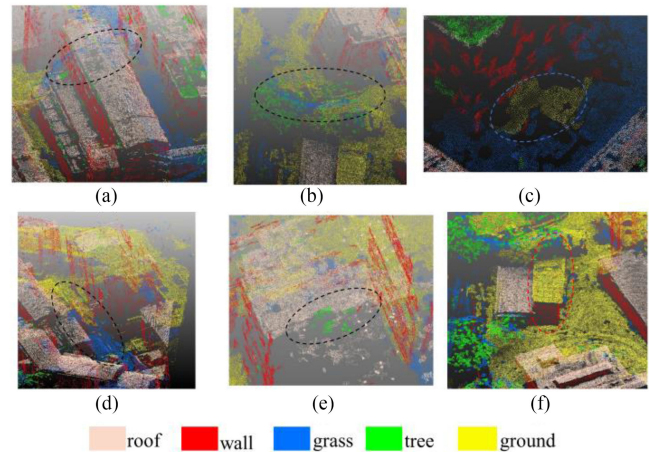 (a) (b) (c)
(d) (e) (f)
roof wall grass tree ground